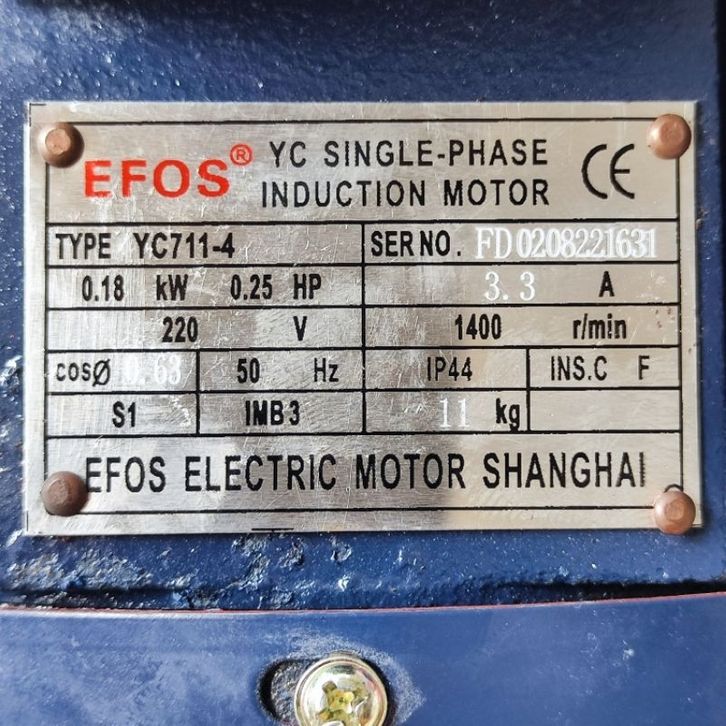 EFOS® YC SINGLE-PHASE
INDUCTION MOTOR CE
TYPE YC711-4 SER NO. FD0208221631
0.18 kW 0.25 HP 3.3 A
220 V 1400 r/min
cosø 0.63 50 Hz IP44 INS.C F
S1 IMB3 11 kg
EFOS ELECTRIC MOTOR SHANGHAI